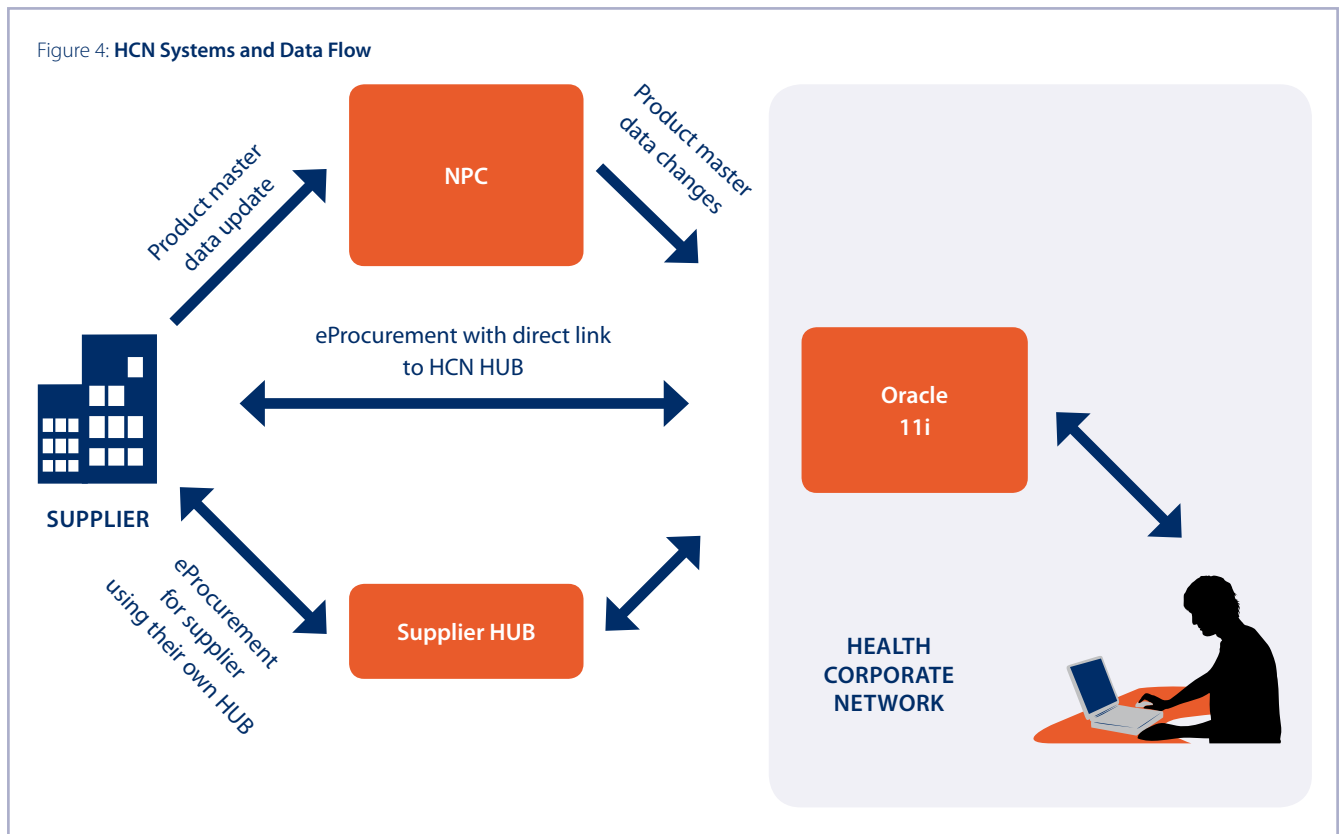 Figure 4: HCN Systems and Data Flow
Product master
data update
NPC
Product master
data changes
eProcurement with direct link
to HCN HUB
Oracle
11i
SUPPLIER
eProcurement
for supplier
using their own HUB
Supplier HUB
HEALTH
CORPORATE
NETWORK